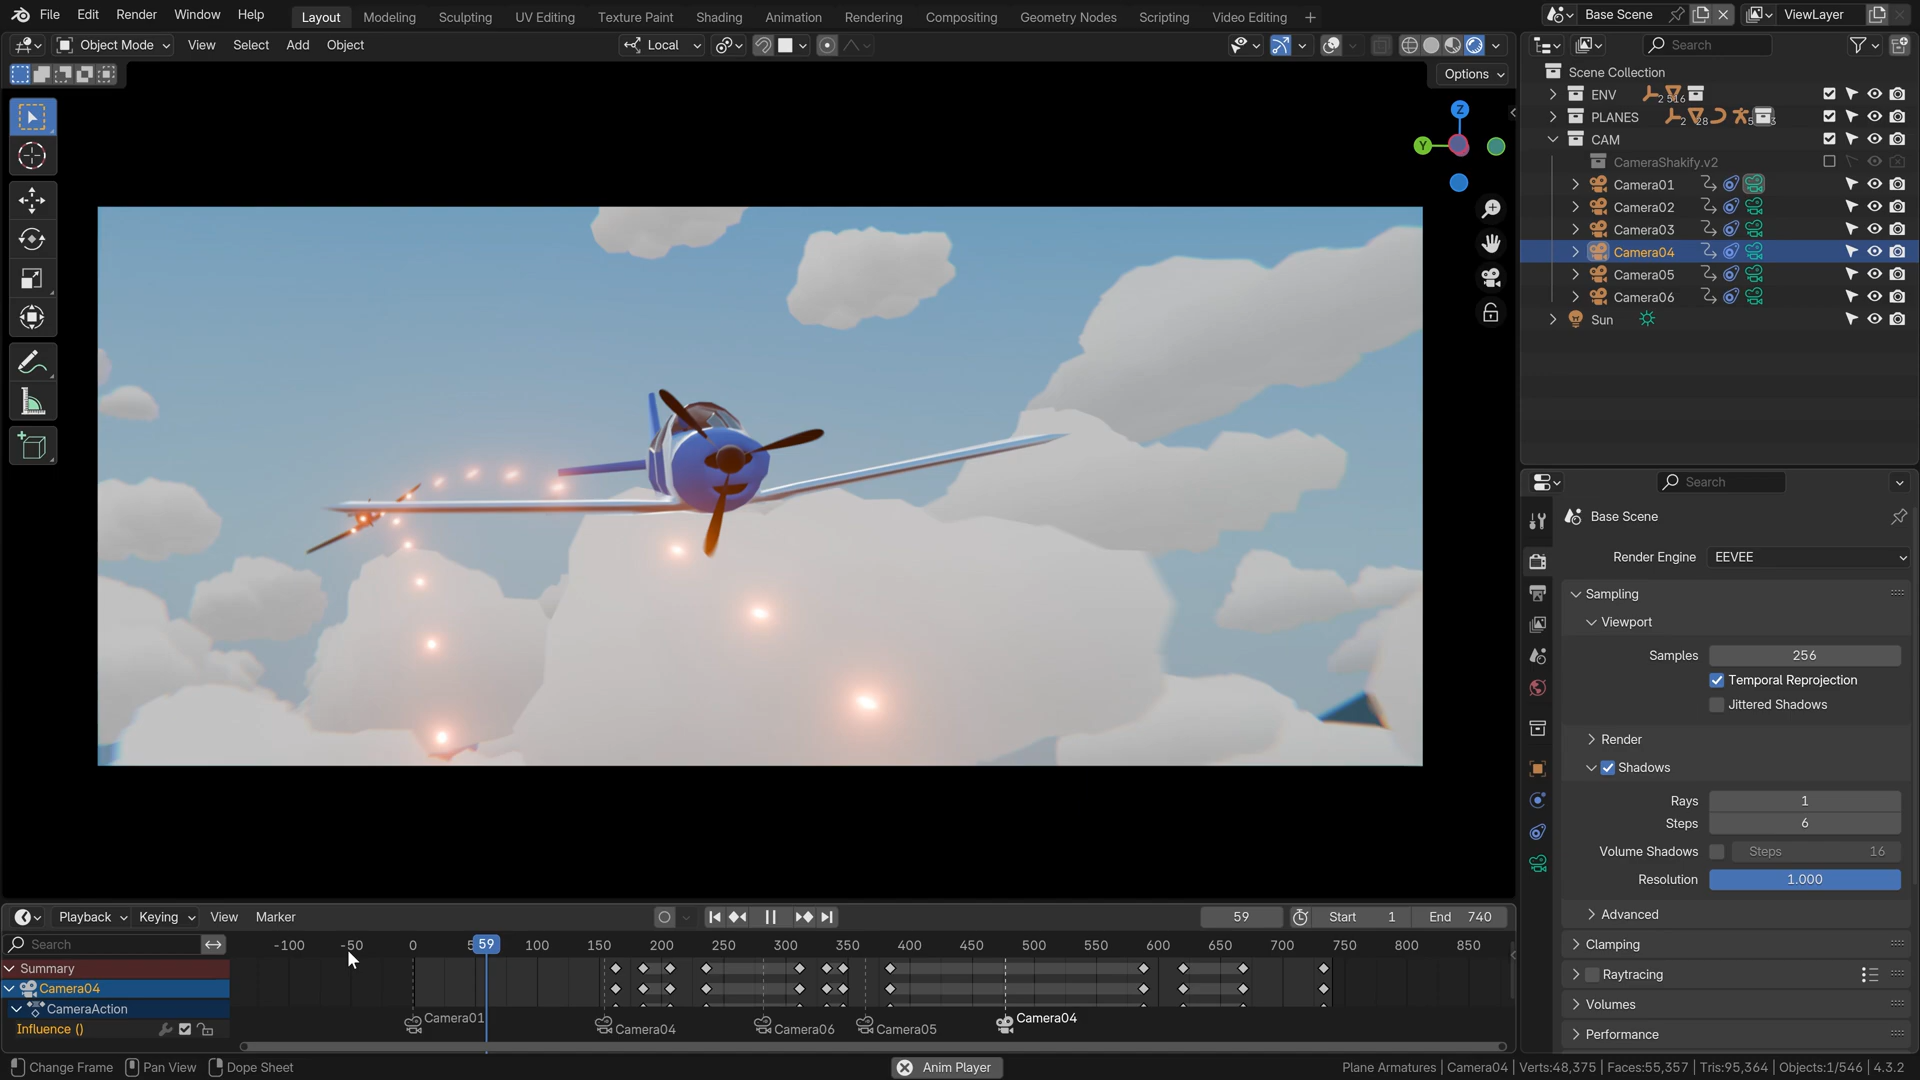 File Edit Render Window Help Layout Modeling Sculpting UV Editing Texture Paint Shading Animation Rendering Compositing Geometry Nodes Scripting Video Editing + Base Scene ViewLayer
Object Mode View Select Add Object Local Search
Options
Z
Y
Scene Collection
ENV 2 516
PLANES 2 28 5 3
CAM
CameraShakify.v2
Camera01
Camera02
Camera03
Camera04
Camera05
Camera06
Sun
Search
Base Scene
Render Engine EEVEE
Sampling
Viewport
Samples 256
Temporal Reprojection
Jittered Shadows
Render
Shadows
Rays 1
Steps 6
Volume Shadows Steps 16
Resolution 1.000
Advanced
Clamping
Raytracing
Volumes
Performance
Playback Keying View Marker 59 Start 1 End 740
Search -100 -50 0 59 100 150 200 250 300 350 400 450 500 550 600 650 700 750 800 850
Summary
Camera04
CameraAction
Influence ()
Camera01 Camera04 Camera06 Camera05 Camera04
Change Frame Pan View Dope Sheet Anim Player Plane Armatures | Camera04 | Verts:48,375 | Faces:55,357 | Tris:95,364 | Objects:1/546 | 4.3.2